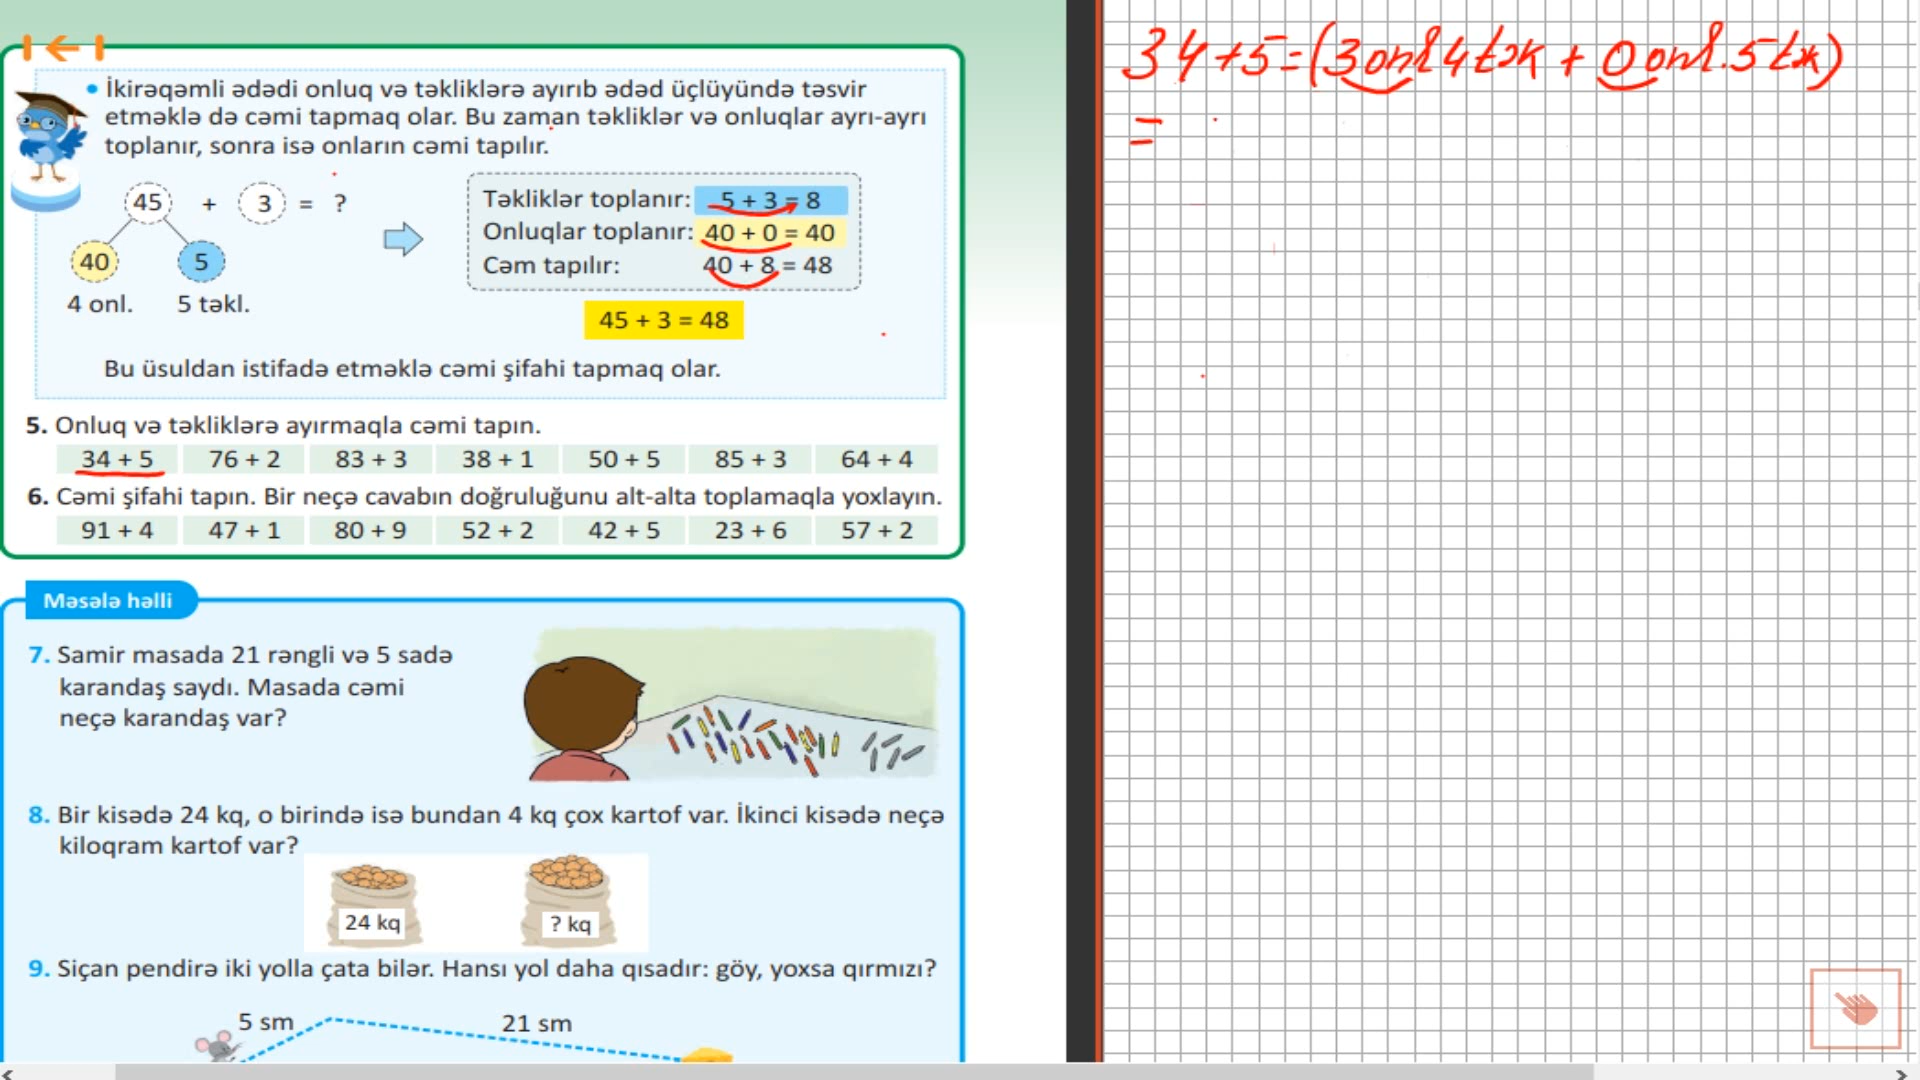 • İkirəqəmli ədədi onluq və təkliklərə ayırıb ədəd üçlüyündə təsvir
etməklə də cəmi tapmaq olar. Bu zaman təkliklər və onluqlar ayrı-ayrı
toplanır, sonra isə onların cəmi tapılır.
45 + 3 = ?
40 5
4 onl. 5 təkl.
Təkliklər toplanır: 5 + 3 = 8
Onluqlar toplanır: 40 + 0 = 40
Cəm tapılır: 40 + 8 = 48
45 + 3 = 48
Bu üsuldan istifadə etməklə cəmi şifahi tapmaq olar.
5. Onluq və təkliklərə ayırmaqla cəmi tapın.
34 + 5 76 + 2 83 + 3 38 + 1 50 + 5 85 + 3 64 + 4
6. Cəmi şifahi tapın. Bir neçə cavabın doğruluğunu alt-alta toplamaqla yoxlayın.
91 + 4 47 + 1 80 + 9 52 + 2 42 + 5 23 + 6 57 + 2
Məsələ həlli
7. Samir masada 21 rəngli və 5 sadə
karandaş saydı. Masada cəmi
neçə karandaş var?
8. Bir kisədə 24 kq, o birində isə bundan 4 kq çox kartof var. İkinci kisədə neçə
kiloqram kartof var?
24 kq ? kq
9. Siçan pendirə iki yolla çata bilər. Hansı yol daha qısadır: göy, yoxsa qırmızı?
5 sm 21 sm
34+5=(3onl4təк + 0 onl.5 tək)
=